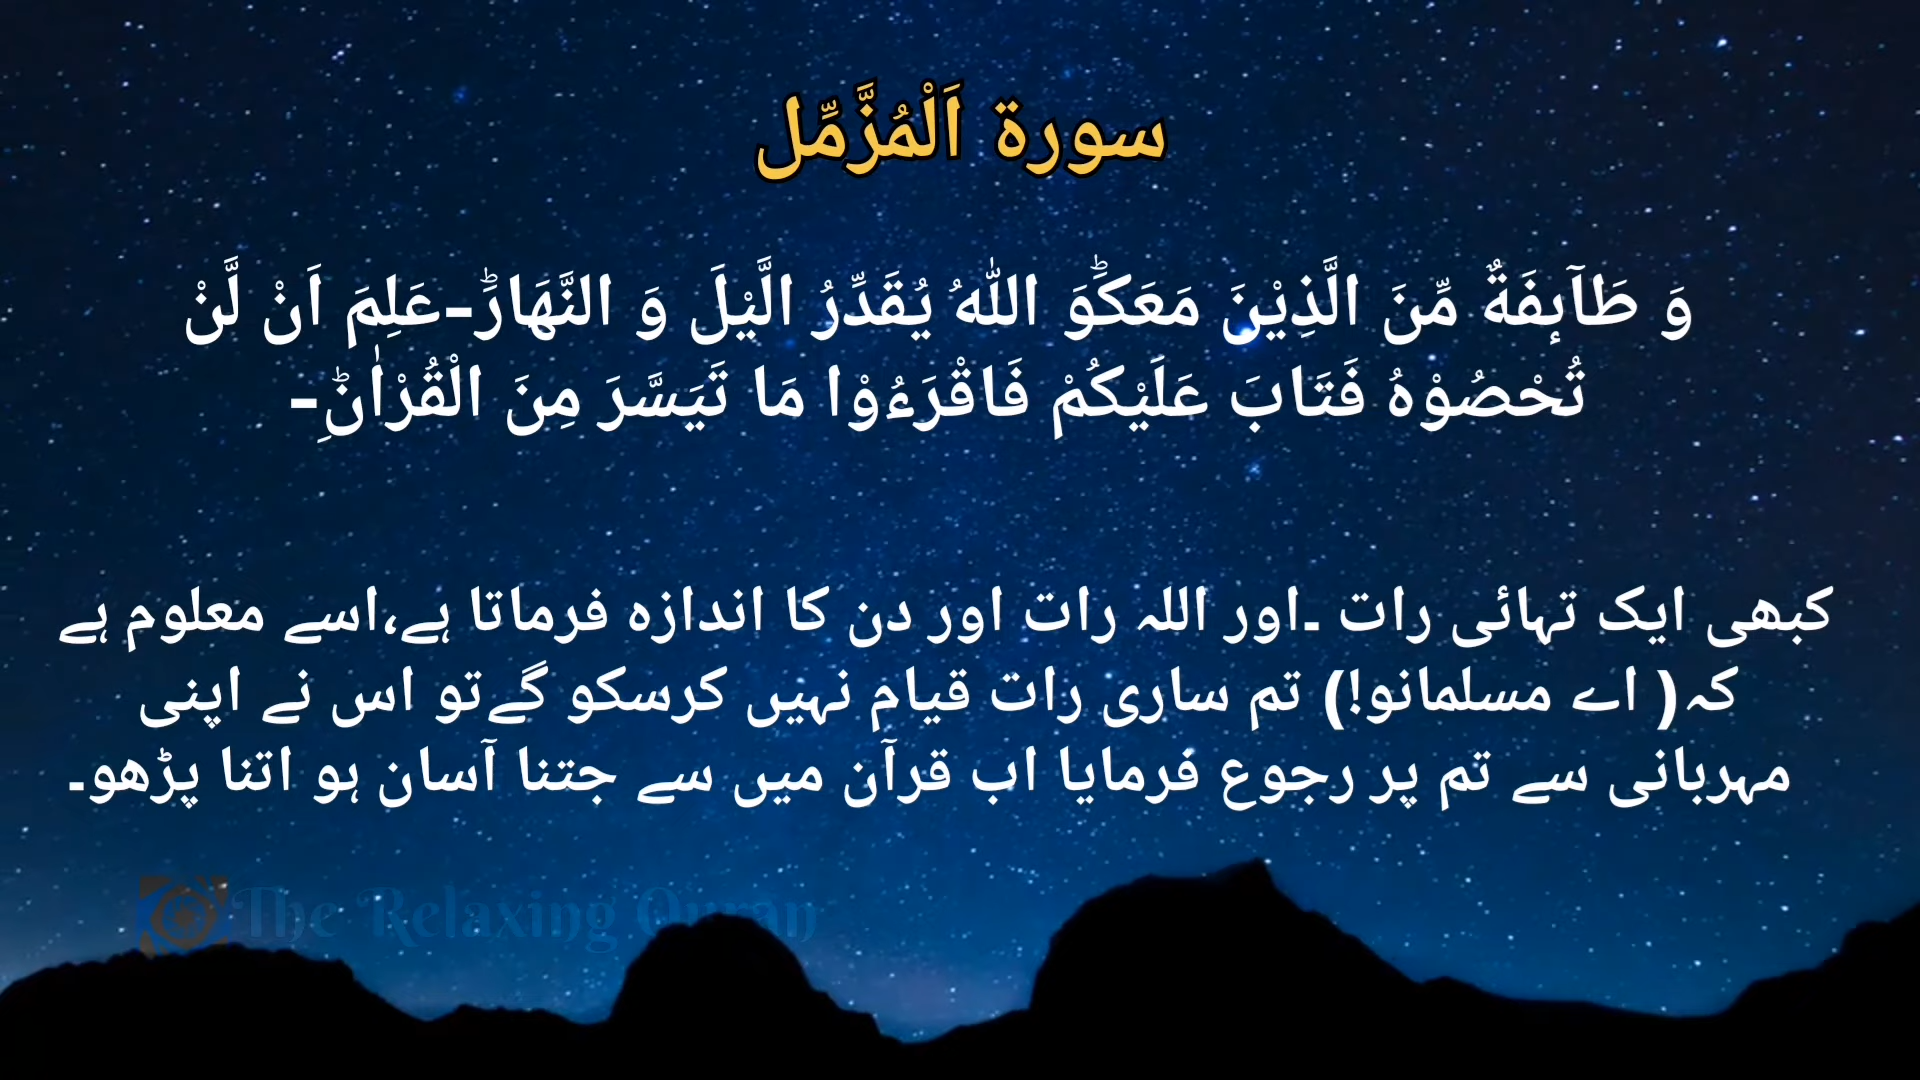 سورة اَلْمُزَّمِّل
وَ طَآىٕفَةٌ مِّنَ الَّذِیْنَ مَعَكَؕ وَ اللّٰهُ یُقَدِّرُ الَّیْلَ وَ النَّهَارَؕ-عَلِمَ اَنْ لَّنْ
تُحْصُوْهُ فَتَابَ عَلَیْكُمْ فَاقْرَءُوْا مَا تَیَسَّرَ مِنَ الْقُرْاٰنِؕ-
کبھی ایک تہائی رات ۔اور اللہ رات اور دن کا اندازہ فرماتا ہے،اسے معلوم ہے
کہ( اے مسلمانو!) تم ساری رات قیام نہیں کرسکو گےتو اس نے اپنی
مہربانی سے تم پر رجوع فرمایا اب قرآن میں سے جتنا آسان ہو اتنا پڑھو۔
The Relaxing Quran